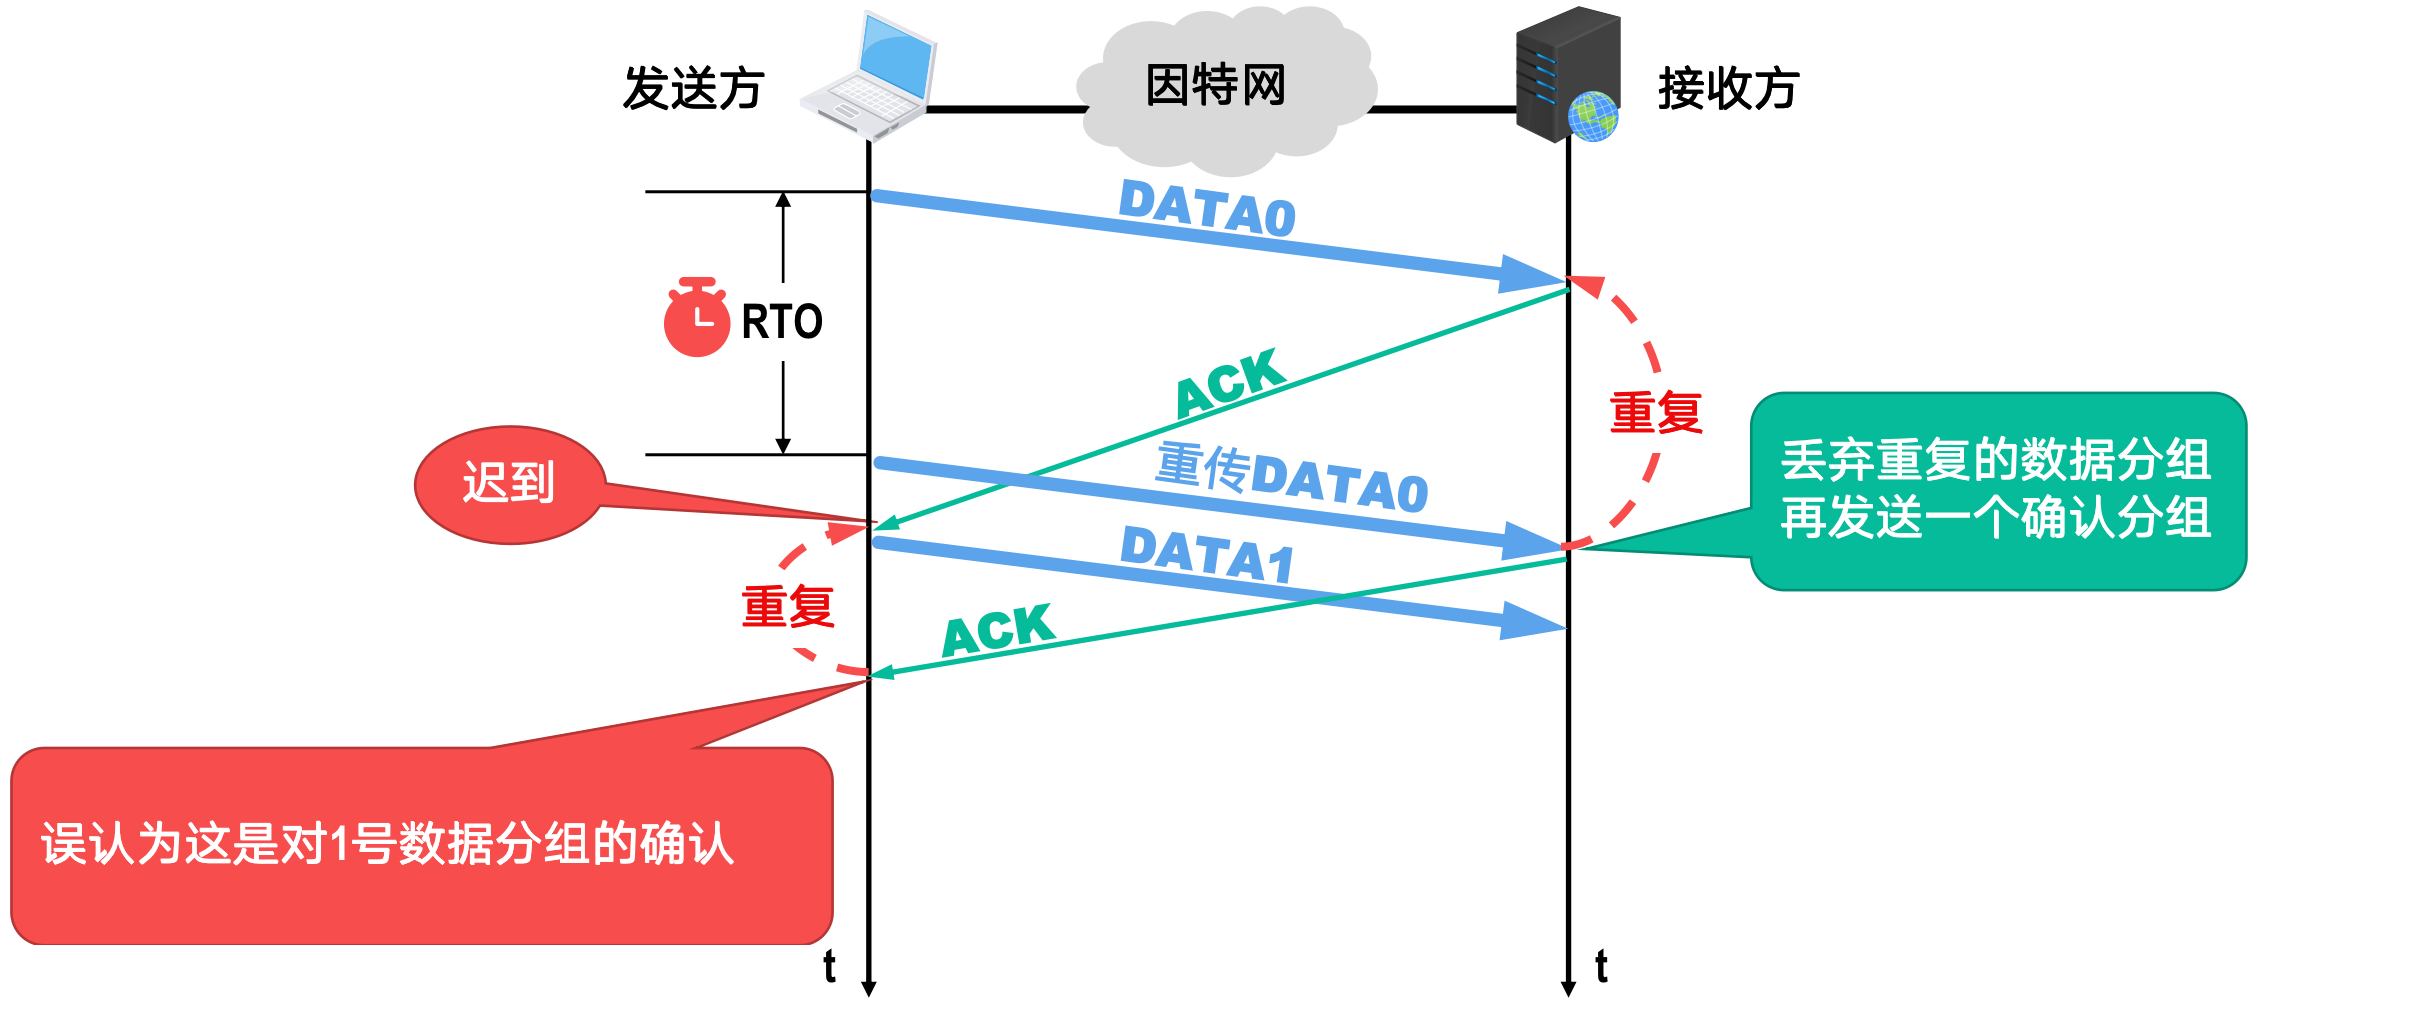 发送方
因特网
接收方
DATA0
RTO
ACK
重复
迟到
重传DATA0
丢弃重复的数据分组
再发送一个确认分组
DATA1
重复
ACK
误认为这是对1号数据分组的确认
t
t